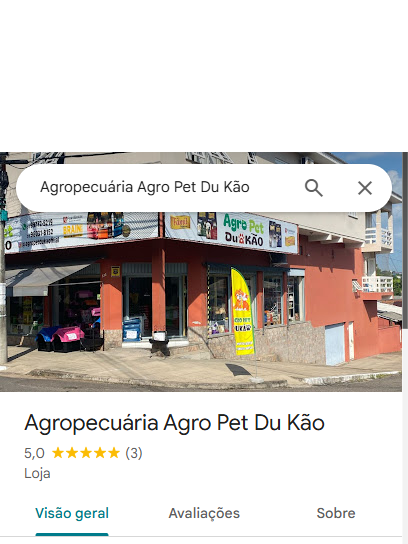 Agropecuária Agro Pet Du Kão
Agro Pet
Du KÃO
Agropecuária Agro Pet Du Kão
5,0 ★★★★★ (3)
Loja
Visão geral
Avaliações
Sobre